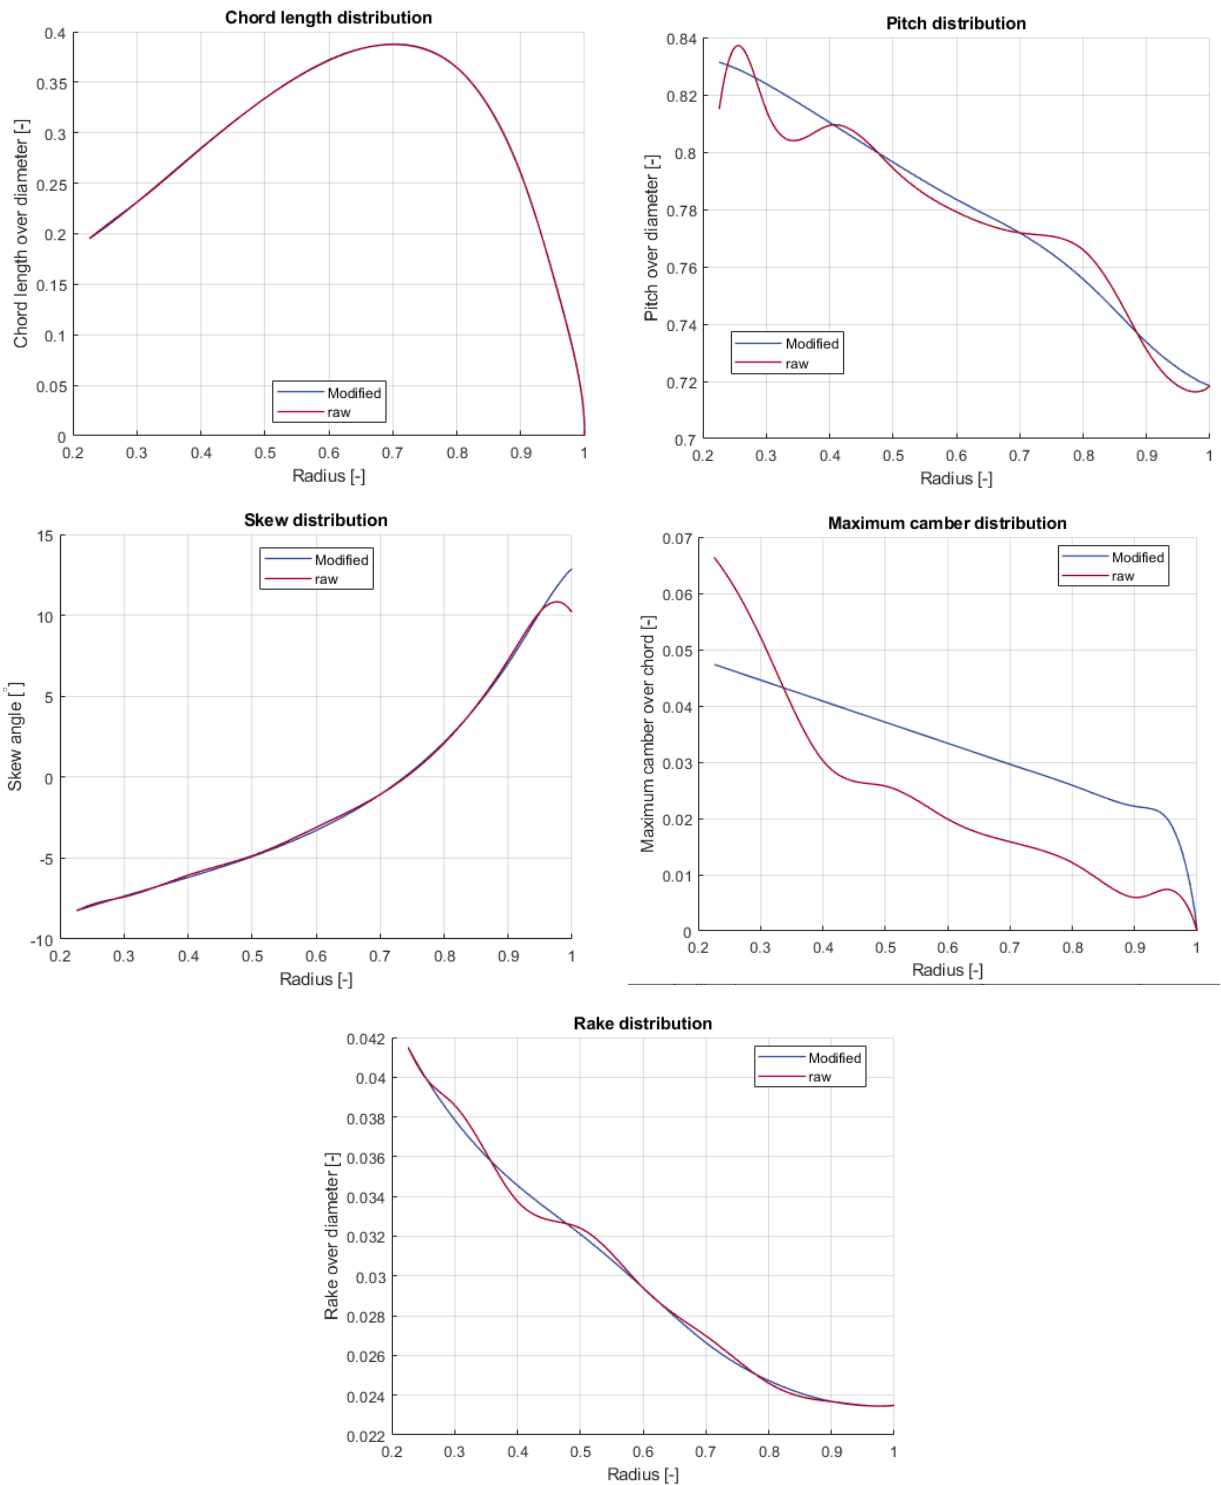 Chord length distribution
0.4
0.35
0.3
0.25
0.2
0.15
0.1
0.05
0
Chord length over diameter [-]
Modified
raw
0.2 0.3 0.4 0.5 0.6 0.7 0.8 0.9 1
Radius [-]
Pitch distribution
0.84
0.82
0.8
0.78
0.76
0.74
0.72
0.7
Pitch over diameter [-]
Modified
raw
0.2 0.3 0.4 0.5 0.6 0.7 0.8 0.9 1
Radius [-]
Skew distribution
15
10
5
0
-5
-10
Skew angle [°]
Modified
raw
0.2 0.3 0.4 0.5 0.6 0.7 0.8 0.9 1
Radius [-]
Maximum camber distribution
0.07
0.06
0.05
0.04
0.03
0.02
0.01
0
Maximum camber over chord [-]
Modified
raw
0.2 0.3 0.4 0.5 0.6 0.7 0.8 0.9 1
Radius [-]
Rake distribution
0.042
0.04
0.038
0.036
0.034
0.032
0.03
0.028
0.026
0.024
0.022
Rake over diameter [-]
Modified
raw
0.2 0.3 0.4 0.5 0.6 0.7 0.8 0.9 1
Radius [-]